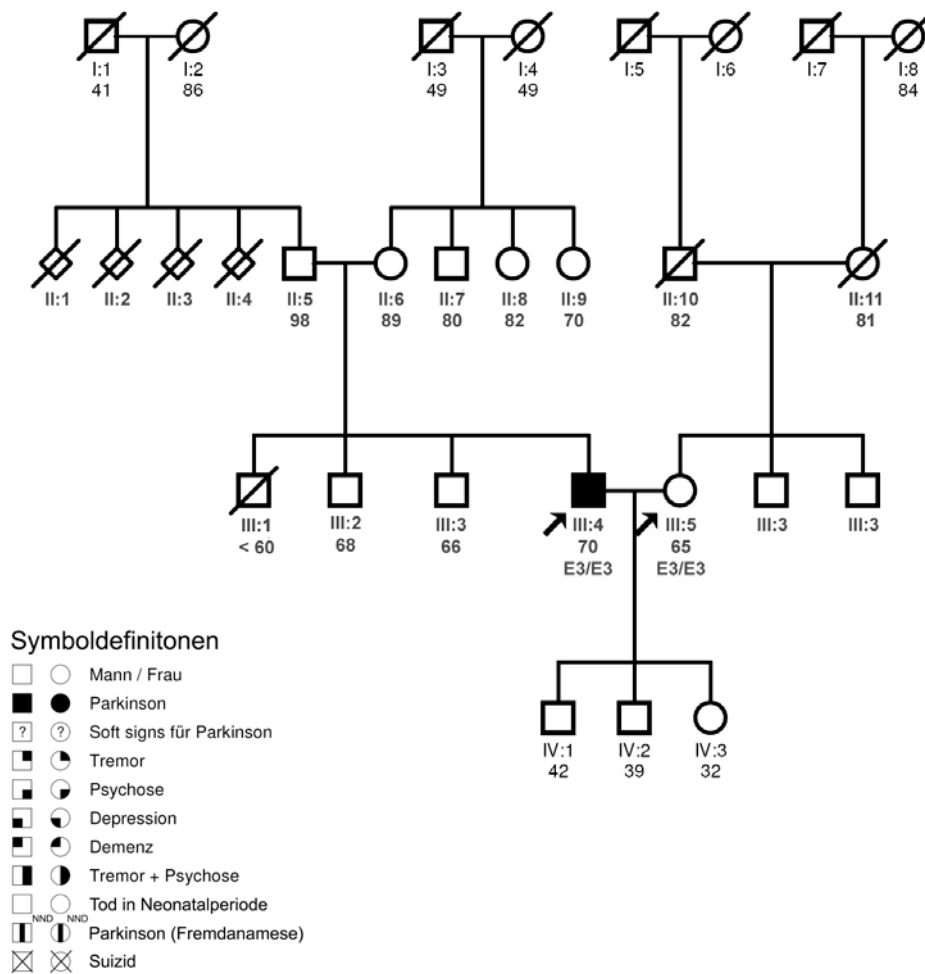 I:1 I:2 I:3 I:4 I:5 I:6 I:7 I:8
41 86 49 49 84
II:1 II:2 II:3 II:4 II:5 II:6 II:7 II:8 II:9 II:10 II:11
98 89 80 82 70 82 81
III:1 III:2 III:3 III:4 III:5 III:3 III:3
< 60 68 66 70 65
E3/E3 E3/E3
IV:1 IV:2 IV:3
42 39 32
Symboldefinitonen
Mann / Frau
Parkinson
? ? Soft signs für Parkinson
Tremor
Psychose
Depression
Demenz
Tremor + Psychose
Tod in Neonatalperiode
NND NND
Parkinson (Fremdanamese)
Suizid